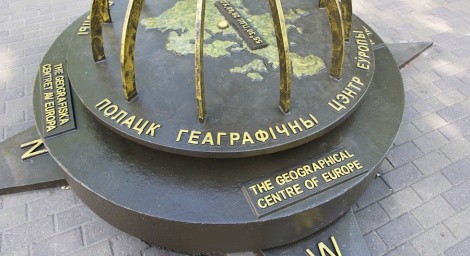 THE GEOGRAFISKA
CENTRET AV EUROPA
ПОЛАЦК ГЕАГРАФІЧНЫ ЦЭНТР ЕЎРОПЫ
THE GEOGRAPHICAL
CENTRE OF EUROPE
N
W